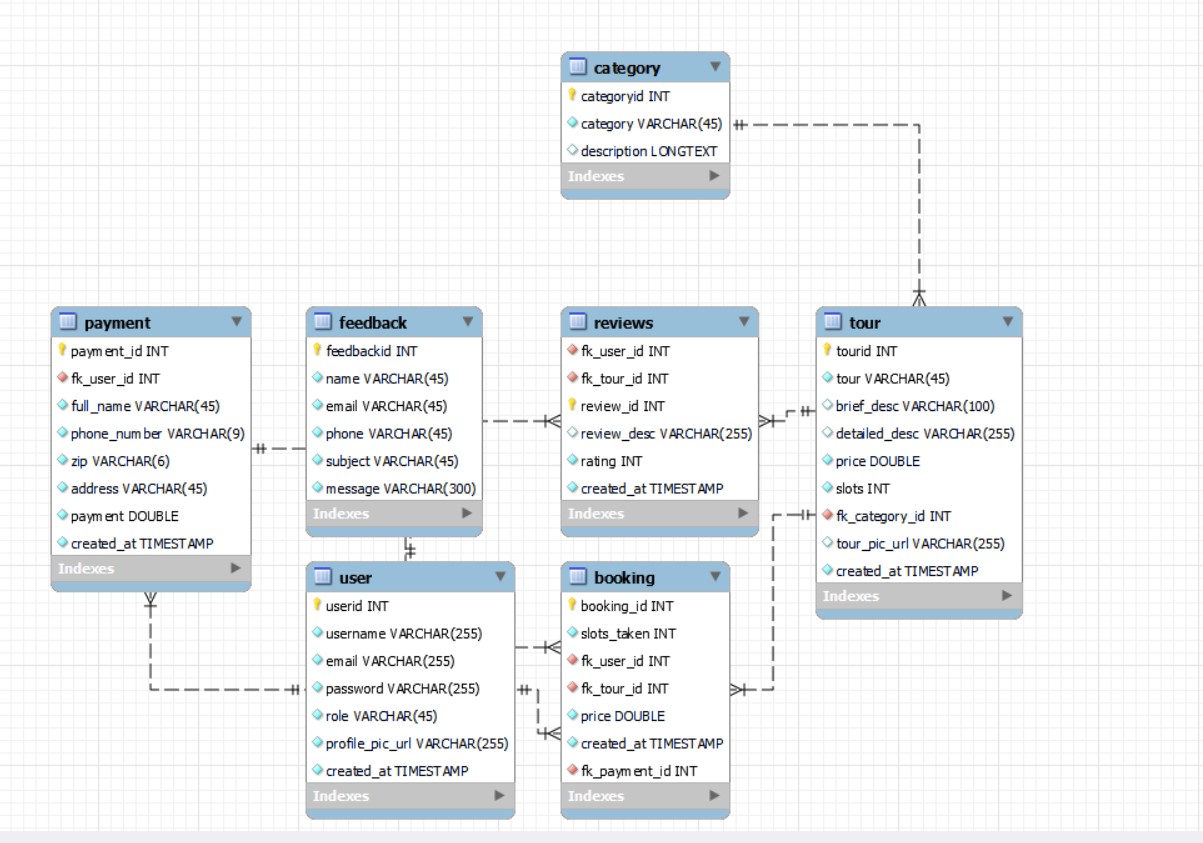 category
categoryid INT
category VARCHAR(45)
description LONGTEXT
Indexes
payment
payment_id INT
fk_user_id INT
full_name VARCHAR(45)
phone_number VARCHAR(9)
zip VARCHAR(6)
address VARCHAR(45)
payment DOUBLE
created_at TIMESTAMP
Indexes
feedback
feedbackid INT
name VARCHAR(45)
email VARCHAR(45)
phone VARCHAR(45)
subject VARCHAR(45)
message VARCHAR(300)
Indexes
reviews
fk_user_id INT
fk_tour_id INT
review_id INT
review_desc VARCHAR(255)
rating INT
created_at TIMESTAMP
Indexes
tour
tourid INT
tour VARCHAR(45)
brief_desc VARCHAR(100)
detailed_desc VARCHAR(255)
price DOUBLE
slots INT
fk_category_id INT
tour_pic_url VARCHAR(255)
created_at TIMESTAMP
Indexes
user
userid INT
username VARCHAR(255)
email VARCHAR(255)
password VARCHAR(255)
role VARCHAR(45)
profile_pic_url VARCHAR(255)
created_at TIMESTAMP
Indexes
booking
booking_id INT
slots_taken INT
fk_user_id INT
fk_tour_id INT
price DOUBLE
created_at TIMESTAMP
fk_payment_id INT
Indexes